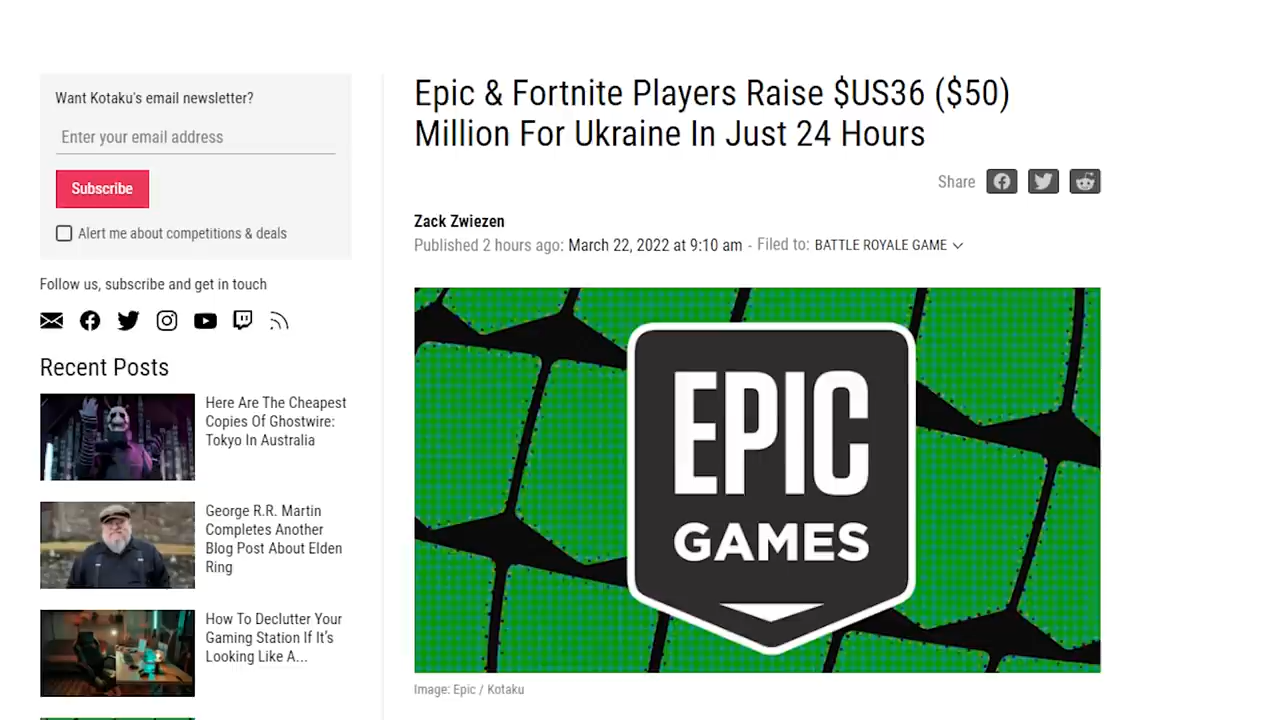 Want Kotaku's email newsletter?
Enter your email address
Subscribe
Alert me about competitions & deals
Follow us, subscribe and get in touch
Recent Posts
Here Are The Cheapest
Copies Of Ghostwire:
Tokyo In Australia
George R.R. Martin
Completes Another
Blog Post About Elden
Ring
How To Declutter Your
Gaming Station If It's
Looking Like A...
Epic & Fortnite Players Raise $US36 ($50)
Million For Ukraine In Just 24 Hours
Share
Zack Zwiezen
Published 2 hours ago: March 22, 2022 at 9:10 am - Filed to: BATTLE ROYALE GAME
EPIC
GAMES
Image: Epic / Kotaku